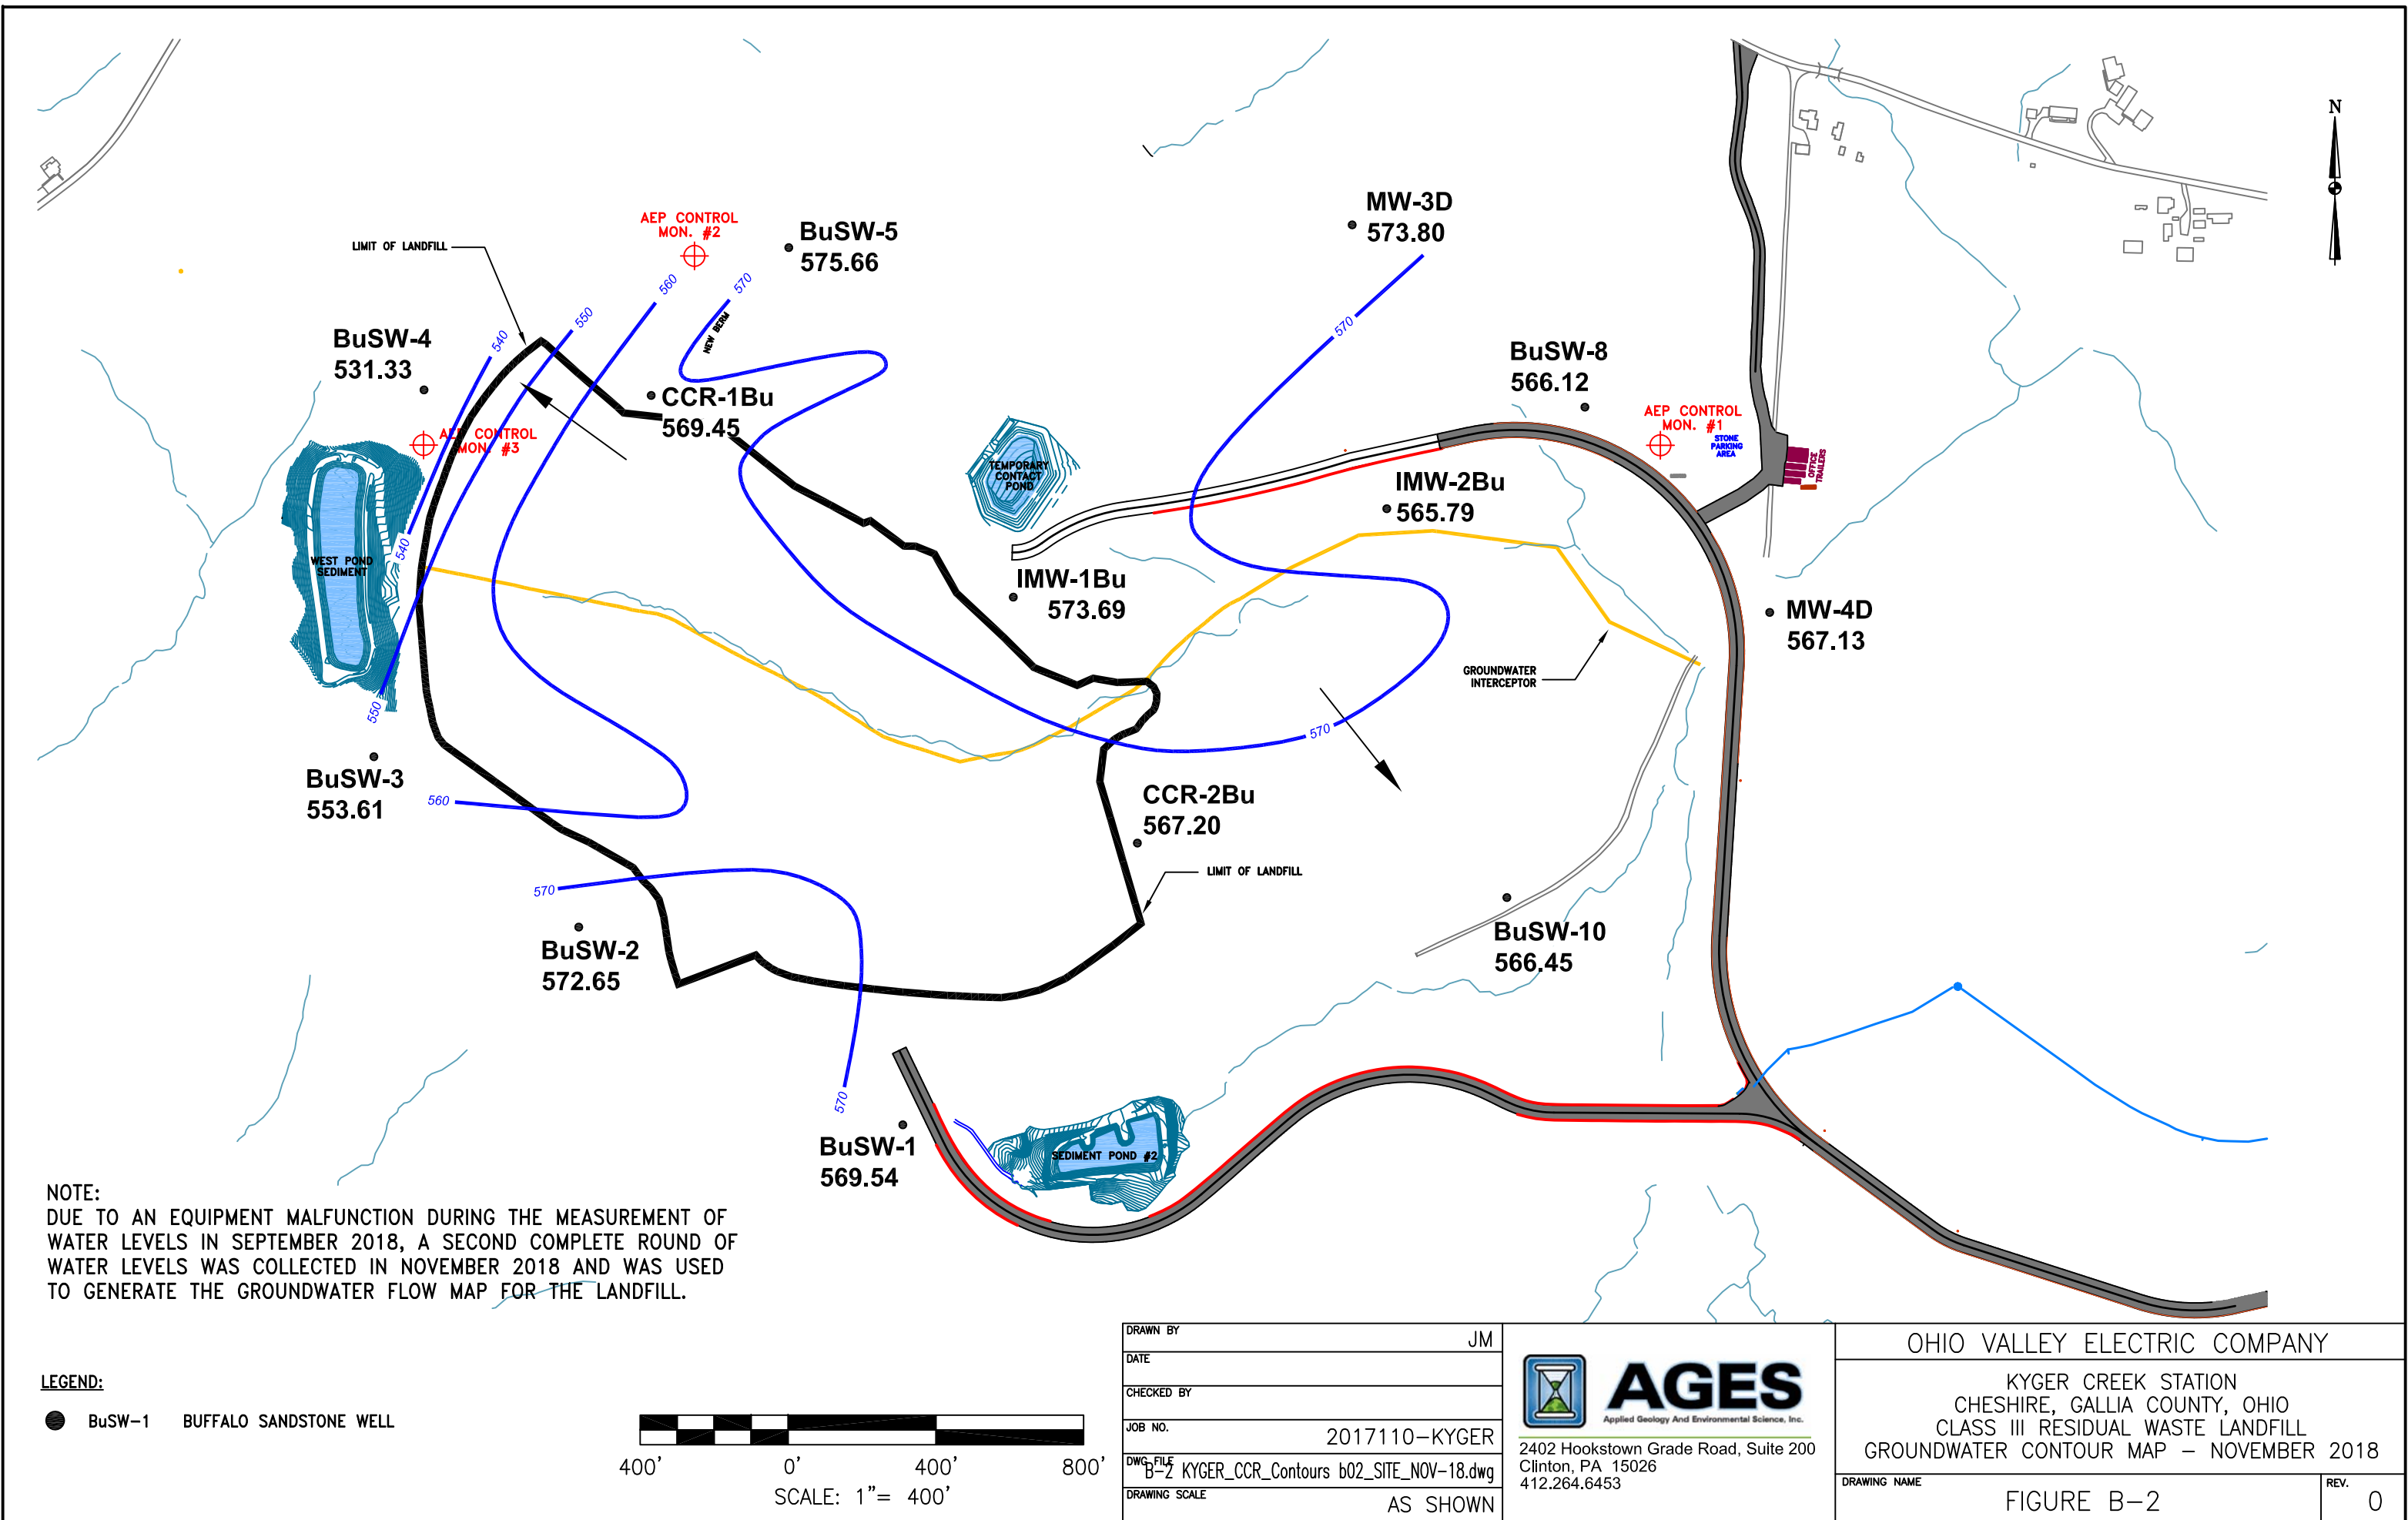 N
LIMIT OF LANDFILL
AEP CONTROL
MON. #2
BuSW-5
575.66
MW-3D
573.80
540
550
560
570
NEW BERM
570
BuSW-4
531.33
CCR-1Bu
569.45
BuSW-8
566.12
AEP CONTROL
MON. #1
STONE
PARKING
AREA
OFFICE
TRAILERS
AEP CONTROL
MON. #3
TEMPORARY
CONTACT
POND
IMW-2Bu
565.79
WEST POND
SEDIMENT
540
IMW-1Bu
573.69
MW-4D
567.13
GROUNDWATER
INTERCEPTOR
550
570
BuSW-3
553.61
560
CCR-2Bu
567.20
LIMIT OF LANDFILL
570
BuSW-2
572.65
BuSW-10
566.45
570
BuSW-1
569.54
SEDIMENT POND #2
NOTE:
DUE TO AN EQUIPMENT MALFUNCTION DURING THE MEASUREMENT OF
WATER LEVELS IN SEPTEMBER 2018, A SECOND COMPLETE ROUND OF
WATER LEVELS WAS COLLECTED IN NOVEMBER 2018 AND WAS USED
TO GENERATE THE GROUNDWATER FLOW MAP FOR THE LANDFILL.
LEGEND:
BuSW-1 BUFFALO SANDSTONE WELL
400' 0' 400' 800'
SCALE: 1"= 400'
DRAWN BY JM
DATE
CHECKED BY
JOB NO. 2017110-KYGER
DWG FILE B-2 KYGER_CCR_Contours b02_SITE_NOV-18.dwg
DRAWING SCALE AS SHOWN
AGES
Applied Geology And Environmental Science, Inc.
2402 Hookstown Grade Road, Suite 200
Clinton, PA 15026
412.264.6453
OHIO VALLEY ELECTRIC COMPANY
KYGER CREEK STATION
CHESHIRE, GALLIA COUNTY, OHIO
CLASS III RESIDUAL WASTE LANDFILL
GROUNDWATER CONTOUR MAP - NOVEMBER 2018
DRAWING NAME
FIGURE B-2
REV.
0